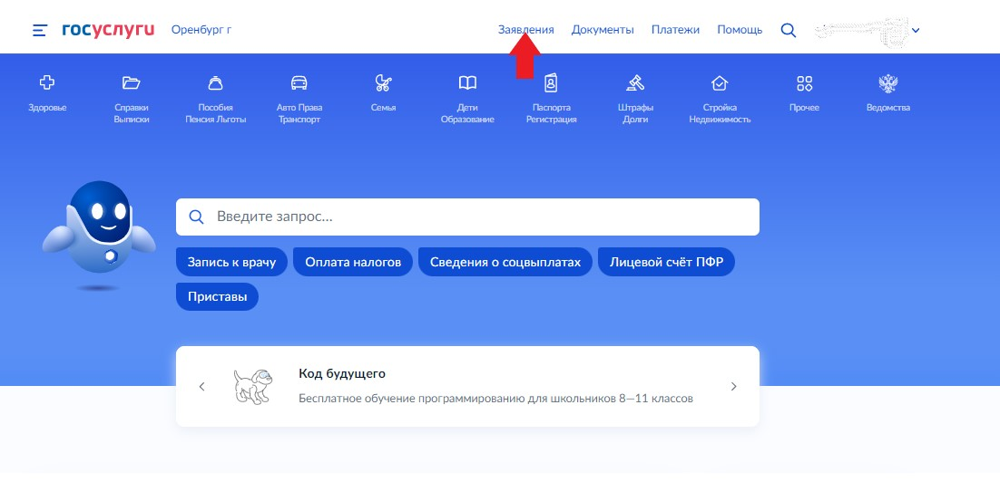 госуслуги Оренбург г Заявления Документы Платежи Помощь
Здоровье Справки Пособия Авто Права Семья Дети Паспорта Штрафы Стройка Прочее Ведомства
Выписки Пенсия Льготы Транспорт Образование Регистрация Долги Недвижимость
Введите запрос...
Запись к врачу Оплата налогов Сведения о соцвыплатах Лицевой счёт ПФР
Приставы
Код будущего
Бесплатное обучение программированию для школьников 8—11 классов